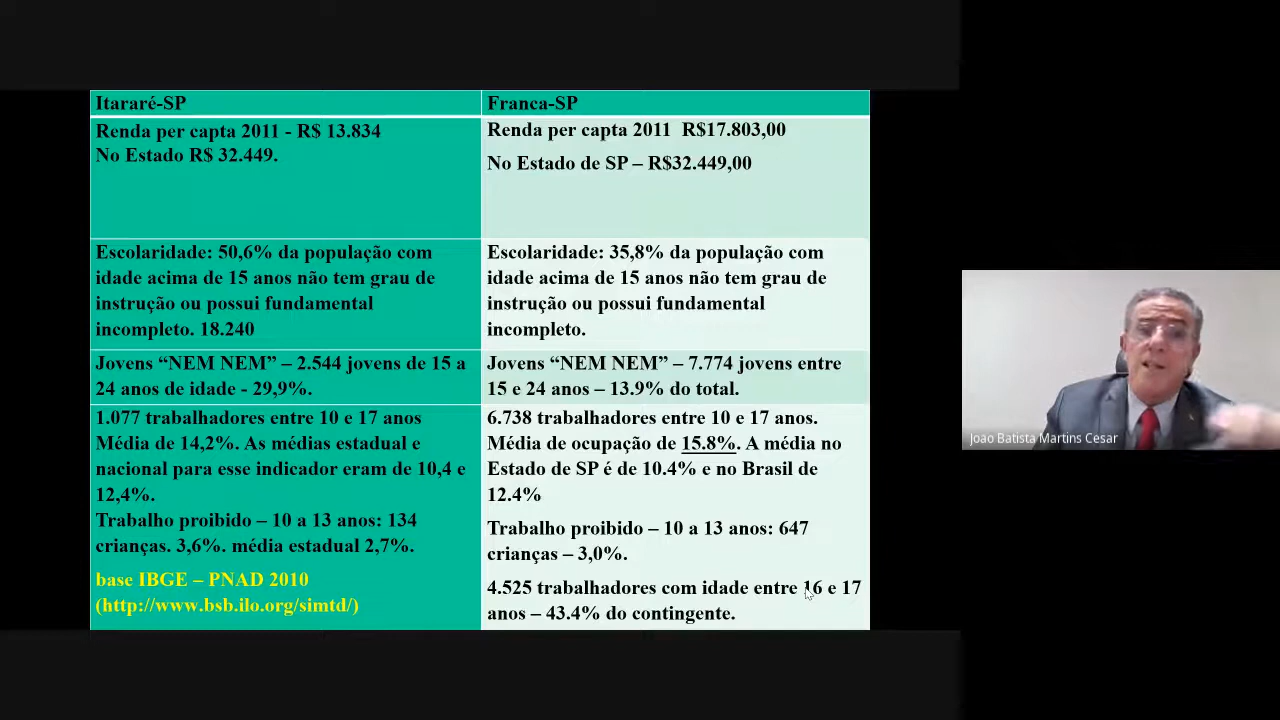 Itararé-SP
Renda per capta 2011 - R$ 13.834
No Estado R$ 32.449.
Escolaridade: 50,6% da população com
idade acima de 15 anos não tem grau de
instrução ou possui fundamental
incompleto. 18.240
Jovens “NEM NEM” – 2.544 jovens de 15 a
24 anos de idade - 29,9%.
1.077 trabalhadores entre 10 e 17 anos
Média de 14,2%. As médias estadual e
nacional para esse indicador eram de 10,4 e
12,4%.
Trabalho proibido – 10 a 13 anos: 134
crianças. 3,6%. média estadual 2,7%.
base IBGE – PNAD 2010
(http://www.bsb.ilo.org/simtd/)
Franca-SP
Renda per capta 2011 R$17.803,00
No Estado de SP – R$32.449,00
Escolaridade: 35,8% da população com
idade acima de 15 anos não tem grau de
instrução ou possui fundamental
incompleto.
Jovens “NEM NEM” – 7.774 jovens entre
15 e 24 anos – 13.9% do total.
6.738 trabalhadores entre 10 e 17 anos.
Média de ocupação de 15.8%. A média no
Estado de SP é de 10.4% e no Brasil de
12.4%
Trabalho proibido – 10 a 13 anos: 647
crianças – 3,0%.
4.525 trabalhadores com idade entre 16 e 17
anos – 43.4% do contingente.
João Batista Martins Cesar